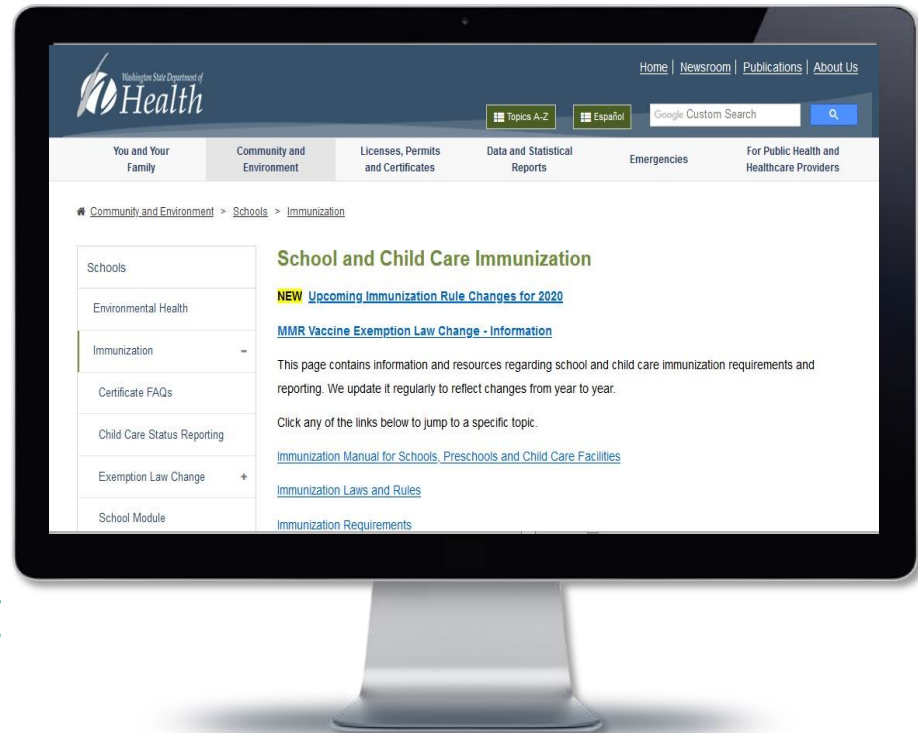 Washington State Department of
Health
Home | Newsroom | Publications | About Us
Topics A-Z
Español
Google Custom Search
You and Your
Family
Community and
Environment
Licenses, Permits
and Certificates
Data and Statistical
Reports
Emergencies
For Public Health and
Healthcare Providers
Community and Environment > Schools > Immunization
Schools
Environmental Health
Immunization -
Certificate FAQs
Child Care Status Reporting
Exemption Law Change +
School Module
School and Child Care Immunization
NEW Upcoming Immunization Rule Changes for 2020
MMR Vaccine Exemption Law Change - Information
This page contains information and resources regarding school and child care immunization requirements and
reporting. We update it regularly to reflect changes from year to year.
Click any of the links below to jump to a specific topic.
Immunization Manual for Schools, Preschools and Child Care Facilities
Immunization Laws and Rules
Immunization Requirements